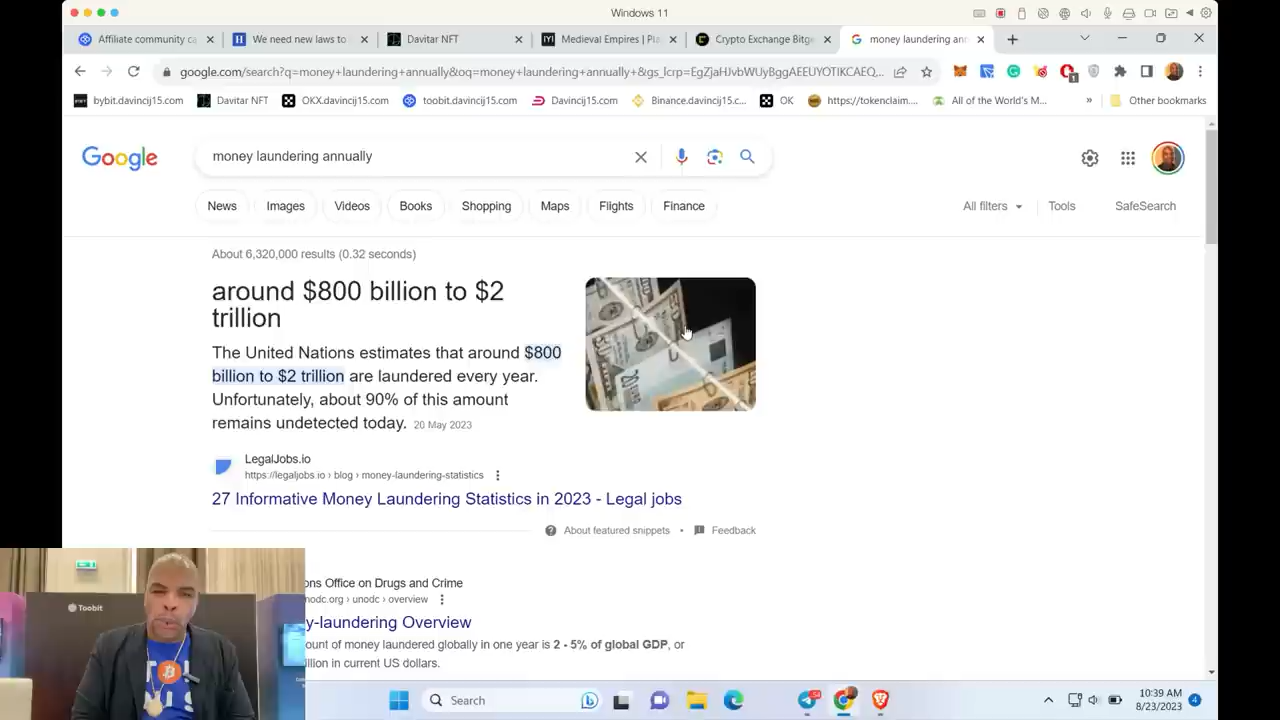 Windows 11
Affiliate community ca
We need new laws to
Davitar NFT
Medieval Empires | Pla
Crypto Exchange Bitge
money laundering ann
google.com/search?q=money+laundering+annually&oq=money+laundering+annually+&gs_lcrp=EgZjaHJvbWUyBggAEEUYOTIKCAEQ...
bybit.davincij15.com
Davitar NFT
OKX.davincij15.com
toobit.davincij15.com
Davincij15.com
Binance.davincij15.c...
OK
https://tokenclaim....
All of the World's M...
»
Other bookmarks
Google
money laundering annually
News
Images
Videos
Books
Shopping
Maps
Flights
Finance
All filters
Tools
SafeSearch
About 6,320,000 results (0.32 seconds)
around $800 billion to $2
trillion
The United Nations estimates that around $800
billion to $2 trillion are laundered every year.
Unfortunately, about 90% of this amount
remains undetected today. 20 May 2023
LegalJobs.io
https://legaljobs.io › blog › money-laundering-statistics
27 Informative Money Laundering Statistics in 2023 - Legal jobs
About featured snippets
•
Feedback
ons Office on Drugs and Crime
unodc.org › unodc › overview
y-laundering Overview
ount of money laundered globally in one year is 2 - 5% of global GDP, or
illion in current US dollars.
Toobit
Search
10:39 AM
8/23/2023
4